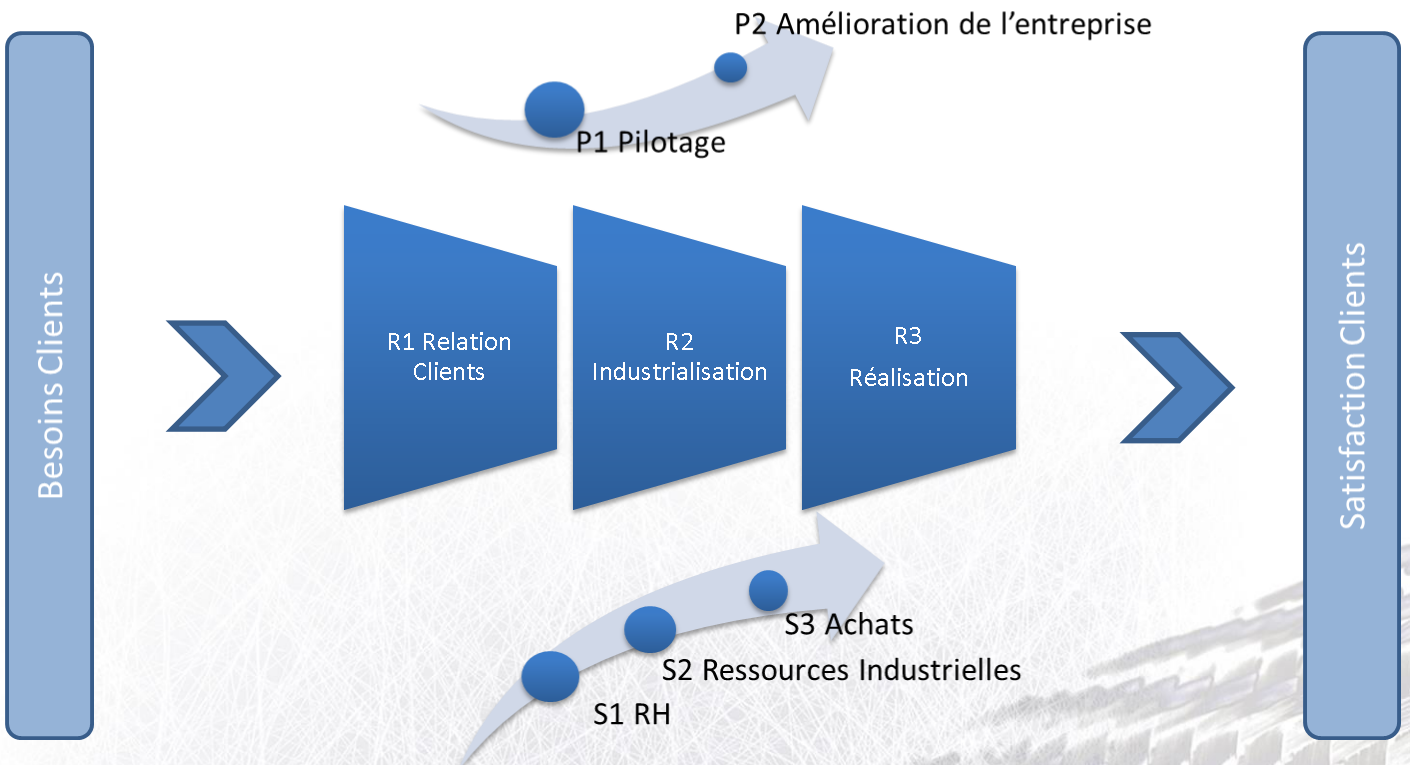 P2 Amélioration de l’entreprise
P1 Pilotage
Besoins Clients
R1 Relation
Clients
R2
Industrialisation
R3
Réalisation
Satisfaction Clients
S3 Achats
S2 Ressources Industrielles
S1 RH